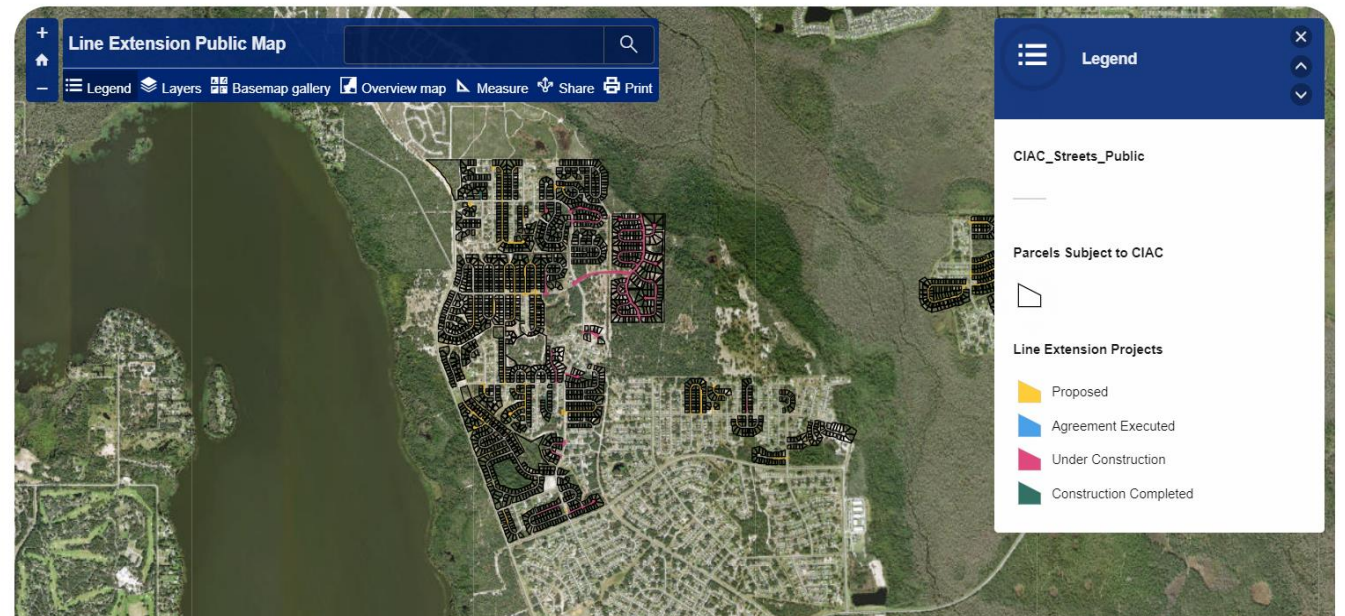 Line Extension Public Map
Legend Layers Basemap gallery Overview map Measure Share Print
Legend
CIAC_Streets_Public
Parcels Subject to CIAC
Line Extension Projects
Proposed
Agreement Executed
Under Construction
Construction Completed